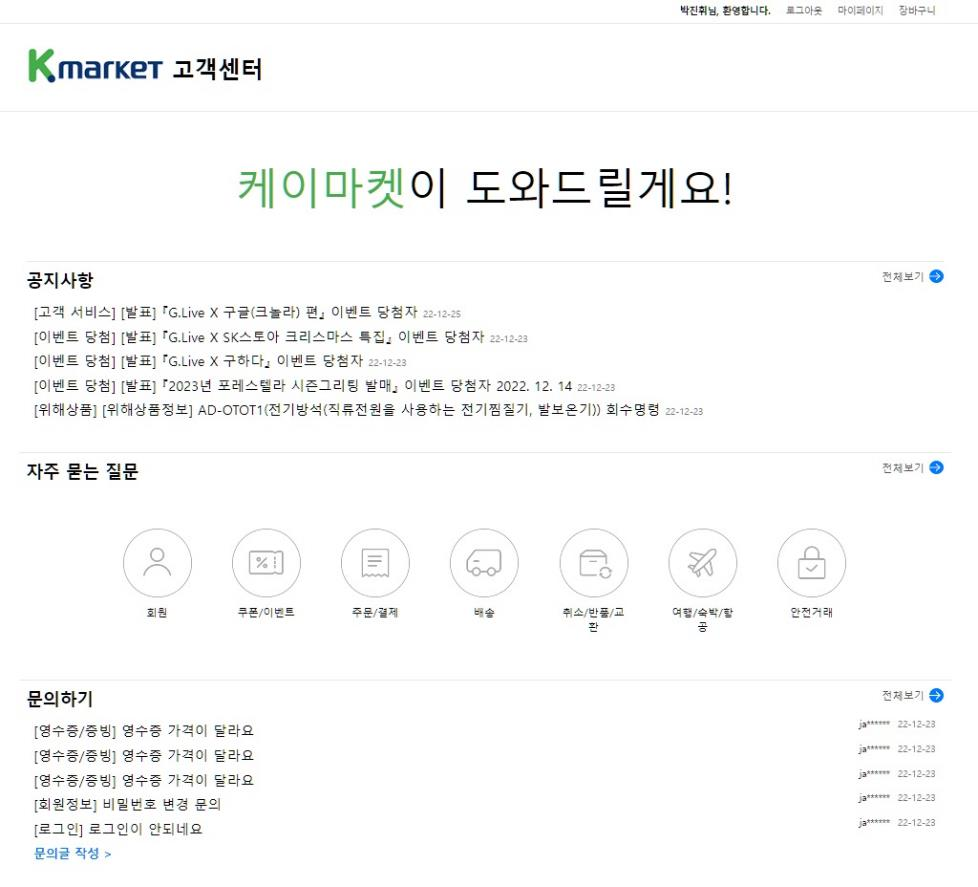 박진휘님, 환영합니다. 로그아웃 마이페이지 장바구니
Kmarket 고객센터
케이마켓이 도와드릴게요!
공지사항 전체보기
[고객 서비스] [발표]『G.Live X 구글(크놀라) 편』 이벤트 당첨자 22-12-25
[이벤트 당첨] [발표]『G.Live X SK스토아 크리스마스 특집』 이벤트 당첨자 22-12-23
[이벤트 당첨] [발표]『G.Live X 구하다』 이벤트 당첨자 22-12-23
[이벤트 당첨] [발표]『2023년 포레스텔라 시즌그리팅 발매』 이벤트 당첨자 2022. 12. 14 22-12-23
[위해상품] [위해상품정보] AD-OTOT1(전기방석(직류전원을 사용하는 전기찜질기, 발보온기)) 회수명령 22-12-23
자주 묻는 질문 전체보기
회원 쿠폰/이벤트 주문/결제 배송 취소/반품/교환 여행/숙박/항공 안전거래
문의하기 전체보기
[영수증/증빙] 영수증 가격이 달라요 ja****** 22-12-23
[영수증/증빙] 영수증 가격이 달라요 ja****** 22-12-23
[영수증/증빙] 영수증 가격이 달라요 ja****** 22-12-23
[회원정보] 비밀번호 변경 문의 ja****** 22-12-23
[로그인] 로그인이 안되네요 ja****** 22-12-23
문의글 작성 >